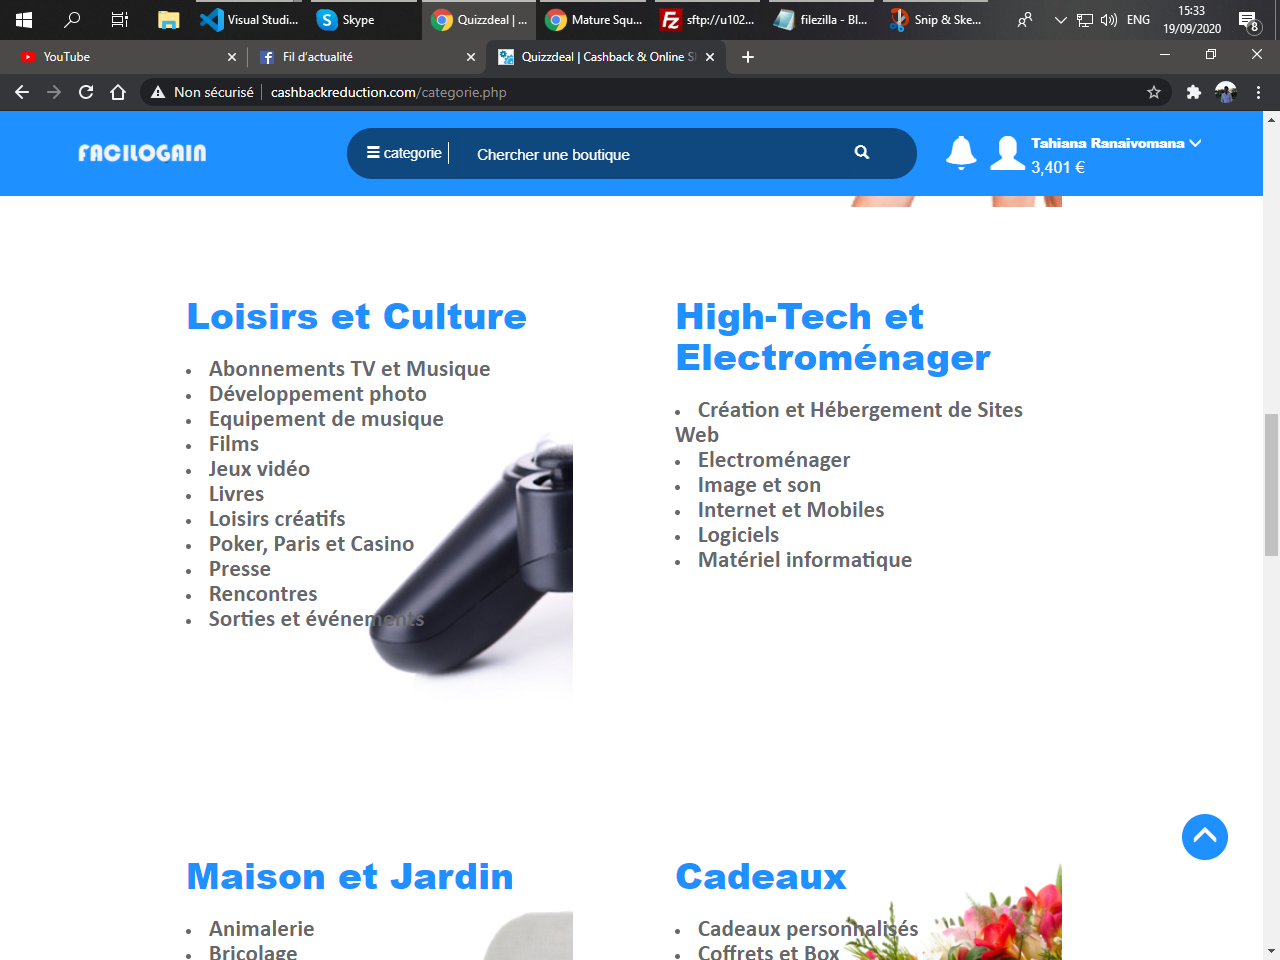 Visual Studi...
Skype
Quizzdeal | ...
Mature Squ...
sftp://u102...
filezilla - Bl...
Snip & Ske...
ENG
15:33
19/09/2020
8
YouTube
Fil d'actualité
Quizzdeal | Cashback & Online S
Non sécurisé
cashbackreduction.com/categorie.php
FACILOGAIN
categorie
Chercher une boutique
Tahiana Ranaivomana
3,401 €
Loisirs et Culture
• Abonnements TV et Musique
• Développement photo
• Equipement de musique
• Films
• Jeux vidéo
• Livres
• Loisirs créatifs
• Poker, Paris et Casino
• Presse
• Rencontres
• Sorties et événements
High-Tech et
Electroménager
• Création et Hébergement de Sites
Web
• Electroménager
• Image et son
• Internet et Mobiles
• Logiciels
• Matériel informatique
Maison et Jardin
• Animalerie
• Bricolage
Cadeaux
• Cadeaux personnalisés
• Coffrets et Box